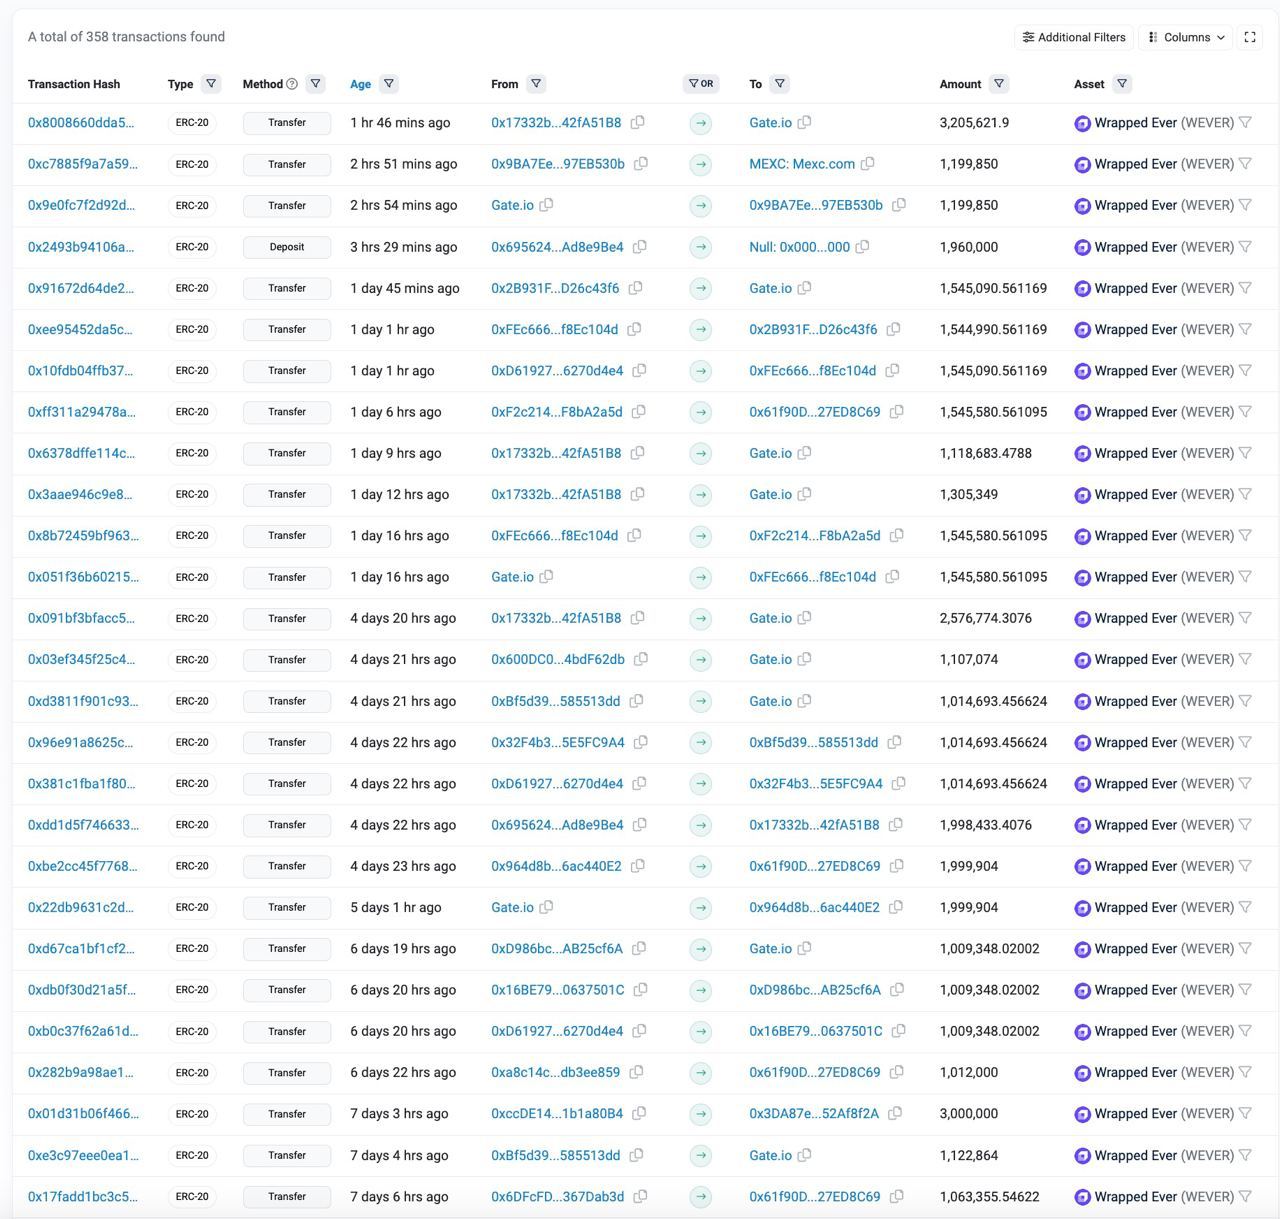 A total of 358 transactions found
Additional Filters Columns
Transaction Hash Type Method Age From OR To Amount Asset
0x8008660dda5... ERC-20 Transfer 1 hr 46 mins ago 0x17332b...42fA51B8 Gate.io 3,205,621.9 Wrapped Ever (WEVER)
0xc7885f9a7a59... ERC-20 Transfer 2 hrs 51 mins ago 0x9BA7Ee...97EB530b MEXC: Mexc.com 1,199,850 Wrapped Ever (WEVER)
0x9e0fc7f2d92d... ERC-20 Transfer 2 hrs 54 mins ago Gate.io 0x9BA7Ee...97EB530b 1,199,850 Wrapped Ever (WEVER)
0x2493b94106a... ERC-20 Deposit 3 hrs 29 mins ago 0x695624...Ad8e9Be4 Null: 0x000...000 1,960,000 Wrapped Ever (WEVER)
0x91672d64de2... ERC-20 Transfer 1 day 45 mins ago 0x2B931F...D26c43f6 Gate.io 1,545,090.561169 Wrapped Ever (WEVER)
0xee95452da5c... ERC-20 Transfer 1 day 1 hr ago 0xFEc666...f8Ec104d 0x2B931F...D26c43f6 1,544,990.561169 Wrapped Ever (WEVER)
0x10fdb04ffb37... ERC-20 Transfer 1 day 1 hr ago 0xD61927...6270d4e4 0xFEc666...f8Ec104d 1,545,090.561169 Wrapped Ever (WEVER)
0xff311a29478a... ERC-20 Transfer 1 day 6 hrs ago 0xF2c214...F8bA2a5d 0x61f90D...27ED8C69 1,545,580.561095 Wrapped Ever (WEVER)
0x6378dffe114c... ERC-20 Transfer 1 day 9 hrs ago 0x17332b...42fA51B8 Gate.io 1,118,683.4788 Wrapped Ever (WEVER)
0x3aae946c9e8... ERC-20 Transfer 1 day 12 hrs ago 0x17332b...42fA51B8 Gate.io 1,305,349 Wrapped Ever (WEVER)
0x8b72459bf963... ERC-20 Transfer 1 day 16 hrs ago 0xFEc666...f8Ec104d 0xF2c214...F8bA2a5d 1,545,580.561095 Wrapped Ever (WEVER)
0x051f36b60215... ERC-20 Transfer 1 day 16 hrs ago Gate.io 0xFEc666...f8Ec104d 1,545,580.561095 Wrapped Ever (WEVER)
0x091bf3bfacc5... ERC-20 Transfer 4 days 20 hrs ago 0x17332b...42fA51B8 Gate.io 2,576,774.3076 Wrapped Ever (WEVER)
0x03ef345f25c4... ERC-20 Transfer 4 days 21 hrs ago 0x600DC0...4bdF62db Gate.io 1,107,074 Wrapped Ever (WEVER)
0xd3811f901c93... ERC-20 Transfer 4 days 21 hrs ago 0xBf5d39...585513dd Gate.io 1,014,693.456624 Wrapped Ever (WEVER)
0x96e91a8625c... ERC-20 Transfer 4 days 22 hrs ago 0x32F4b3...5E5FC9A4 0xBf5d39...585513dd 1,014,693.456624 Wrapped Ever (WEVER)
0x381c1fba1f80... ERC-20 Transfer 4 days 22 hrs ago 0xD61927...6270d4e4 0x32F4b3...5E5FC9A4 1,014,693.456624 Wrapped Ever (WEVER)
0xdd1d5f746633... ERC-20 Transfer 4 days 22 hrs ago 0x695624...Ad8e9Be4 0x17332b...42fA51B8 1,998,433.4076 Wrapped Ever (WEVER)
0xbe2cc45f7768... ERC-20 Transfer 4 days 23 hrs ago 0x964d8b...6ac440E2 0x61f90D...27ED8C69 1,999,904 Wrapped Ever (WEVER)
0x22db9631c2d... ERC-20 Transfer 5 days 1 hr ago Gate.io 0x964d8b...6ac440E2 1,999,904 Wrapped Ever (WEVER)
0xd67ca1bf1cf2... ERC-20 Transfer 6 days 19 hrs ago 0xD986bc...AB25cf6A Gate.io 1,009,348.02002 Wrapped Ever (WEVER)
0xdb0f30d21a5f... ERC-20 Transfer 6 days 20 hrs ago 0x16BE79...0637501C 0xD986bc...AB25cf6A 1,009,348.02002 Wrapped Ever (WEVER)
0xb0c37f62a61d... ERC-20 Transfer 6 days 20 hrs ago 0xD61927...6270d4e4 0x16BE79...0637501C 1,009,348.02002 Wrapped Ever (WEVER)
0x282b9a98ae1... ERC-20 Transfer 6 days 22 hrs ago 0xa8c14c...db3ee859 0x61f90D...27ED8C69 1,012,000 Wrapped Ever (WEVER)
0x01d31b06f466... ERC-20 Transfer 7 days 3 hrs ago 0xccDE14...1b1a80B4 0x3DA87e...52Af8f2A 3,000,000 Wrapped Ever (WEVER)
0xe3c97eee0ea1... ERC-20 Transfer 7 days 4 hrs ago 0xBf5d39...585513dd Gate.io 1,122,864 Wrapped Ever (WEVER)
0x17fadd1bc3c5... ERC-20 Transfer 7 days 6 hrs ago 0x6DFcFD...367Dab3d 0x61f90D...27ED8C69 1,063,355.54622 Wrapped Ever (WEVER)